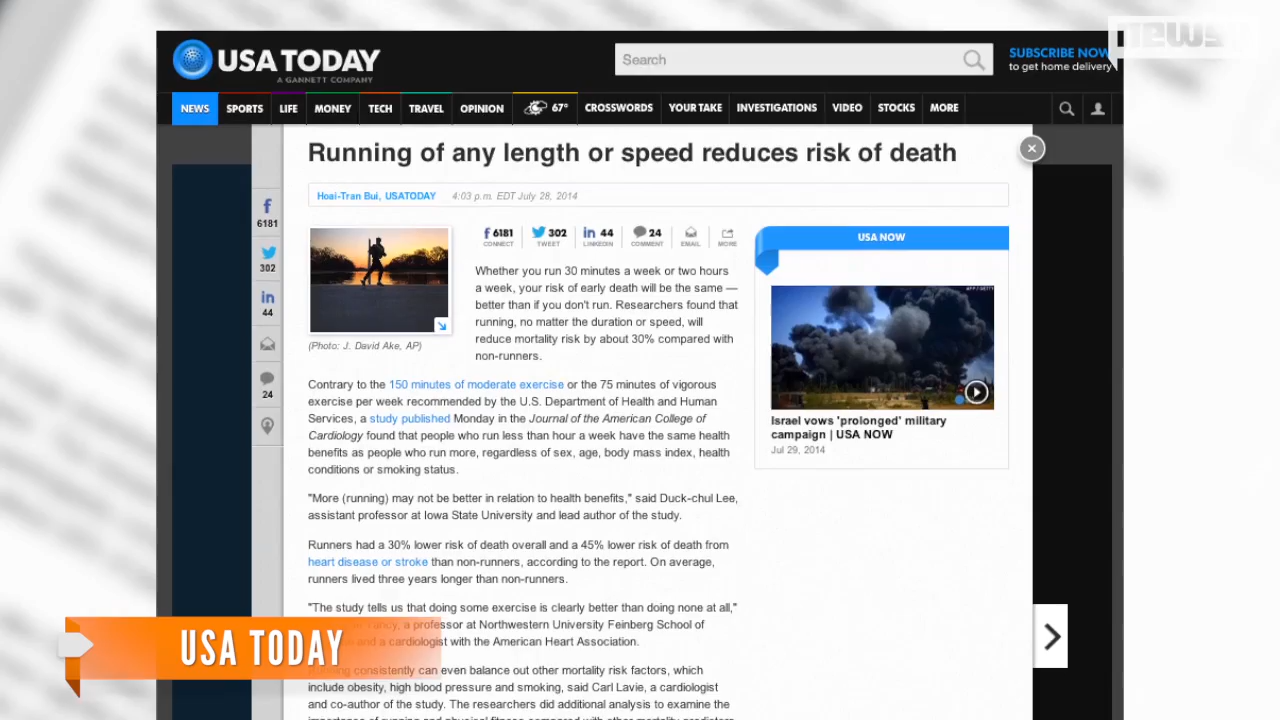 newsy
USA TODAY
A GANNETT COMPANY
Search
SUBSCRIBE NOW
to get home delivery
NEWS SPORTS LIFE MONEY TECH TRAVEL OPINION 67° CROSSWORDS YOUR TAKE INVESTIGATIONS VIDEO STOCKS MORE
Running of any length or speed reduces risk of death
Hoai-Tran Bui, USATODAY 4:03 p.m. EDT July 28, 2014
6181
302
44
24
(Photo: J. David Ake, AP)
6181 302 44 24
CONNECT TWEET LINKEDIN COMMENT EMAIL MORE
Whether you run 30 minutes a week or two hours
a week, your risk of early death will be the same —
better than if you don't run. Researchers found that
running, no matter the duration or speed, will
reduce mortality risk by about 30% compared with
non-runners.
Contrary to the 150 minutes of moderate exercise or the 75 minutes of vigorous
exercise per week recommended by the U.S. Department of Health and Human
Services, a study published Monday in the Journal of the American College of
Cardiology found that people who run less than hour a week have the same health
benefits as people who run more, regardless of sex, age, body mass index, health
conditions or smoking status.
"More (running) may not be better in relation to health benefits," said Duck-chul Lee,
assistant professor at Iowa State University and lead author of the study.
Runners had a 30% lower risk of death overall and a 45% lower risk of death from
heart disease or stroke than non-runners, according to the report. On average,
runners lived three years longer than non-runners.
"The study tells us that doing some exercise is clearly better than doing none at all,"
a professor at Northwestern University Feinberg School of
and a cardiologist with the American Heart Association.
consistently can even balance out other mortality risk factors, which
include obesity, high blood pressure and smoking, said Carl Lavie, a cardiologist
and co-author of the study. The researchers did additional analysis to examine the
importance of running and physical fitness compared with other mortality predictors
USA NOW
AFP/GETTY
Israel vows 'prolonged' military
campaign | USA NOW
Jul 29, 2014
USA TODAY